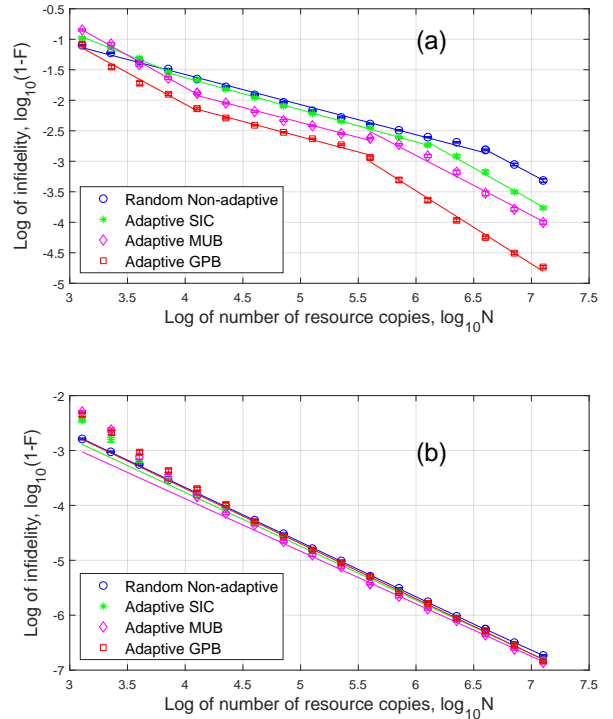 (a)
Log of infidelity, log10(1-F)
-0.5
-1
-1.5
-2
-2.5
-3
-3.5
-4
-4.5
-5
Random Non-adaptive
Adaptive SIC
Adaptive MUB
Adaptive GPB
3 3.5 4 4.5 5 5.5 6 6.5 7 7.5
Log of number of resource copies, log10N
(b)
Log of infidelity, log10(1-F)
-2
-3
-4
-5
-6
-7
Random Non-adaptive
Adaptive SIC
Adaptive MUB
Adaptive GPB
3 3.5 4 4.5 5 5.5 6 6.5 7 7.5
Log of number of resource copies, log10N